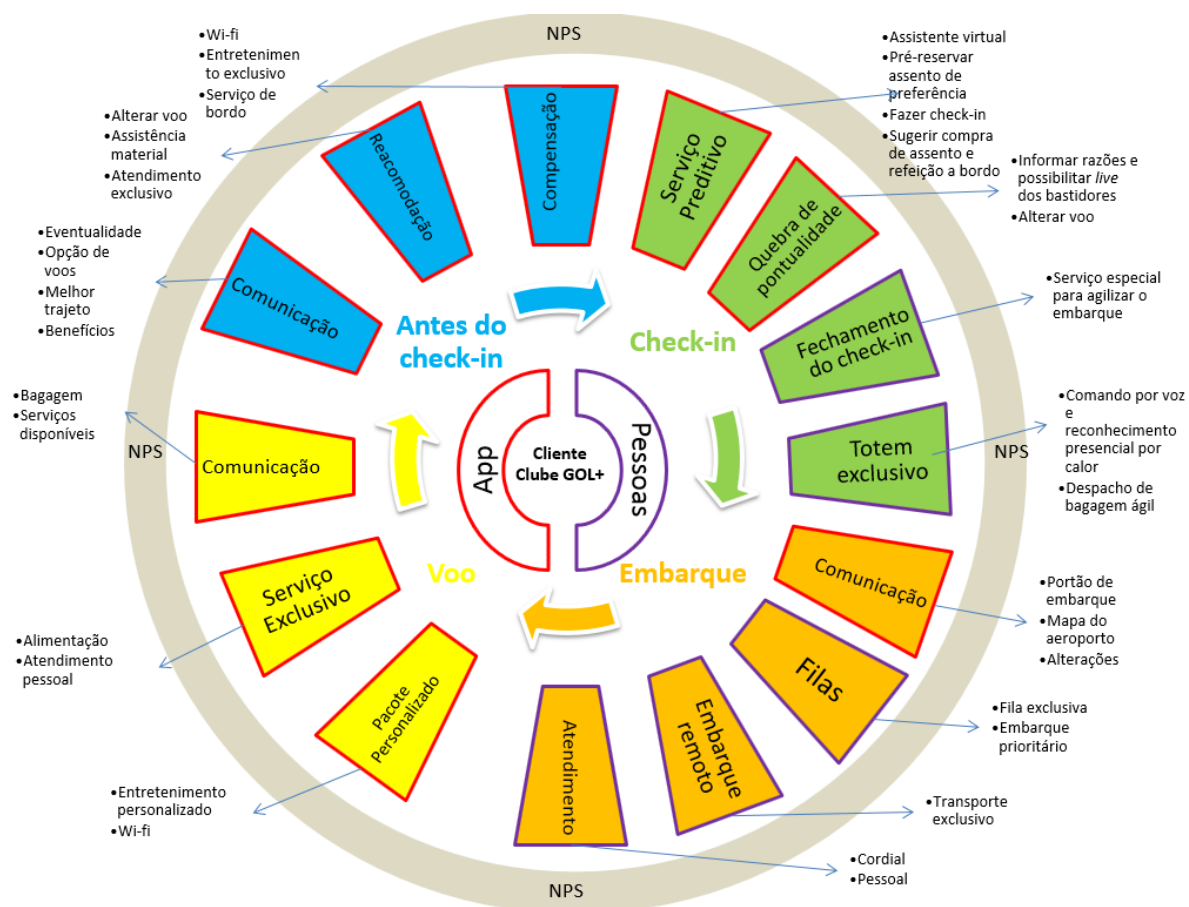 NPS
•Wi-fi
•Entretenimen
to exclusivo
•Serviço de
bordo
•Alterar voo
•Assistência
material
•Atendimento
exclusivo
•Eventualidade
•Opção de
voos
•Melhor
trajeto
•Benefícios
•Bagagem
•Serviços
disponíveis
NPS
•Alimentação
•Atendimento
pessoal
•Entretenimento
personalizado
•Wi-fi
NPS
•Assistente virtual
•Pré-reservar
assento de
preferência
•Fazer check-in
•Sugerir compra
de assento e
refeição a bordo
•Informar razões e
possibilitar live
dos bastidores
•Alterar voo
•Serviço especial
para agilizar o
embarque
•Comando por voz
e
reconhecimento
presencial por
calor
•Despacho de
bagagem ágil
NPS
•Portão de
embarque
•Mapa do
aeroporto
•Alterações
•Fila exclusiva
•Embarque
prioritário
•Transporte
exclusivo
•Cordial
•Pessoal
Compensação
Serviço
Preditivo
Quebra de
pontualidade
Fechamento
do check-in
Totem
exclusivo
Comunicação
Filas
Embarque
remoto
Atendimento
Pacote
Personalizado
Serviço
Exclusivo
Comunicação
Comunicação
Reacomodação
Antes do
check-in
Check-in
Embarque
Voo
App
Cliente
Clube GOL+
Pessoas